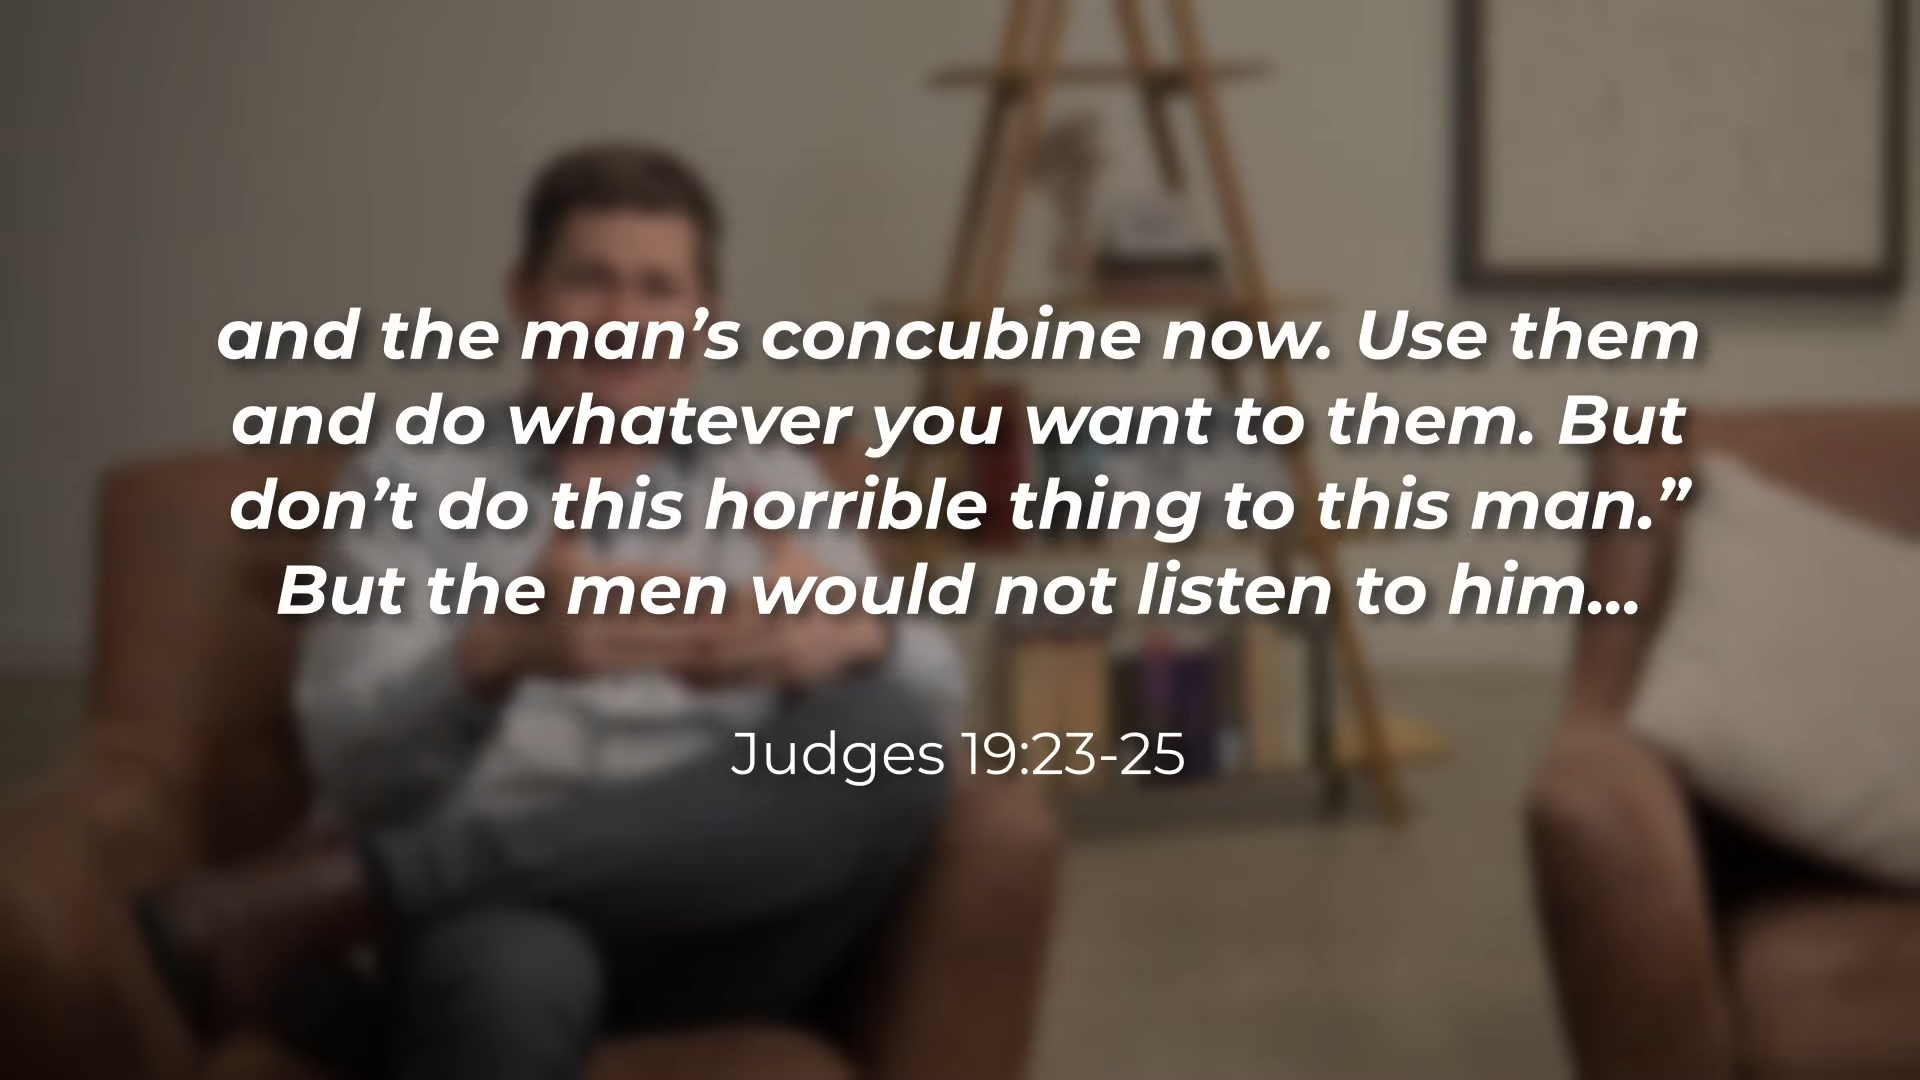 and the man’s concubine now. Use them
and do whatever you want to them. But
don’t do this horrible thing to this man.”
But the men would not listen to him...
Judges 19:23-25